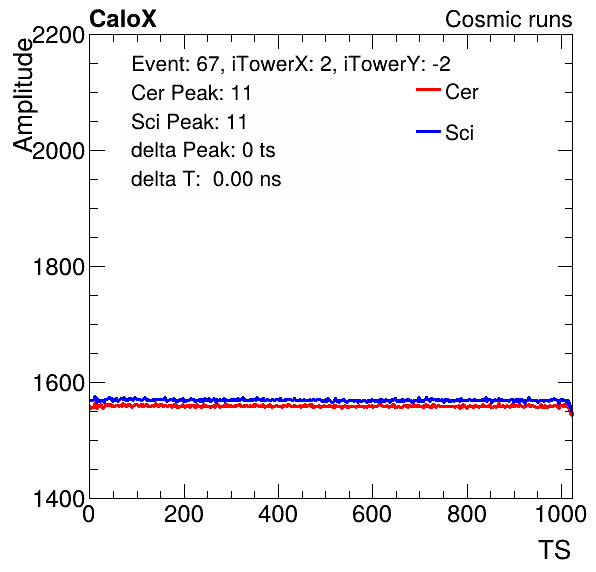 CaloX Cosmic runs
Amplitude
2200
2000
1800
1600
1400
Event: 67, iTowerX: 2, iTowerY: -2
Cer Peak: 11
Sci Peak: 11
delta Peak: 0 ts
delta T:  0.00 ns
Cer
Sci
0 200 400 600 800 1000
TS